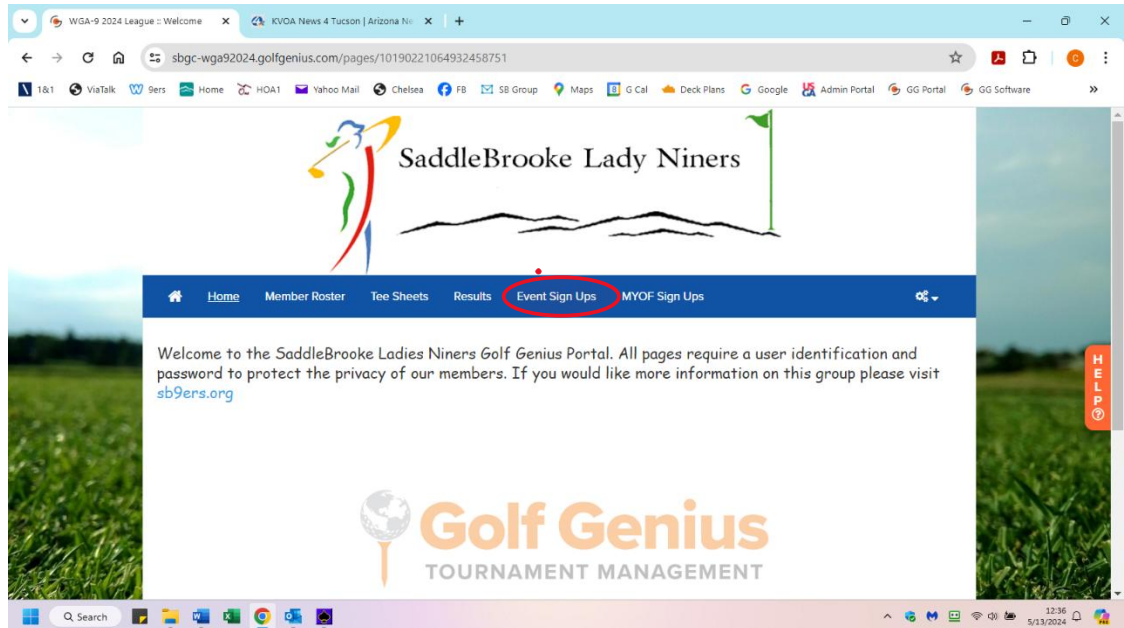 WGA-9 2024 League :: Welcome
KVOA News 4 Tucson | Arizona Ne
sbgc-wga92024.golfgenius.com/pages/10190221064932458751
1&1 ViaTalk 9ers Home HOA1 Yahoo Mail Chelsea FB SB Group Maps G Cal Deck Plans Google Admin Portal GG Portal GG Software »
SaddleBrooke Lady Niners
Home Member Roster Tee Sheets Results Event Sign Ups MYOF Sign Ups
Welcome to the SaddleBrooke Ladies Niners Golf Genius Portal. All pages require a user identification and
password to protect the privacy of our members. If you would like more information on this group please visit
sb9ers.org
HELP?
Golf Genius
TOURNAMENT MANAGEMENT
Search
12:36
5/13/2024